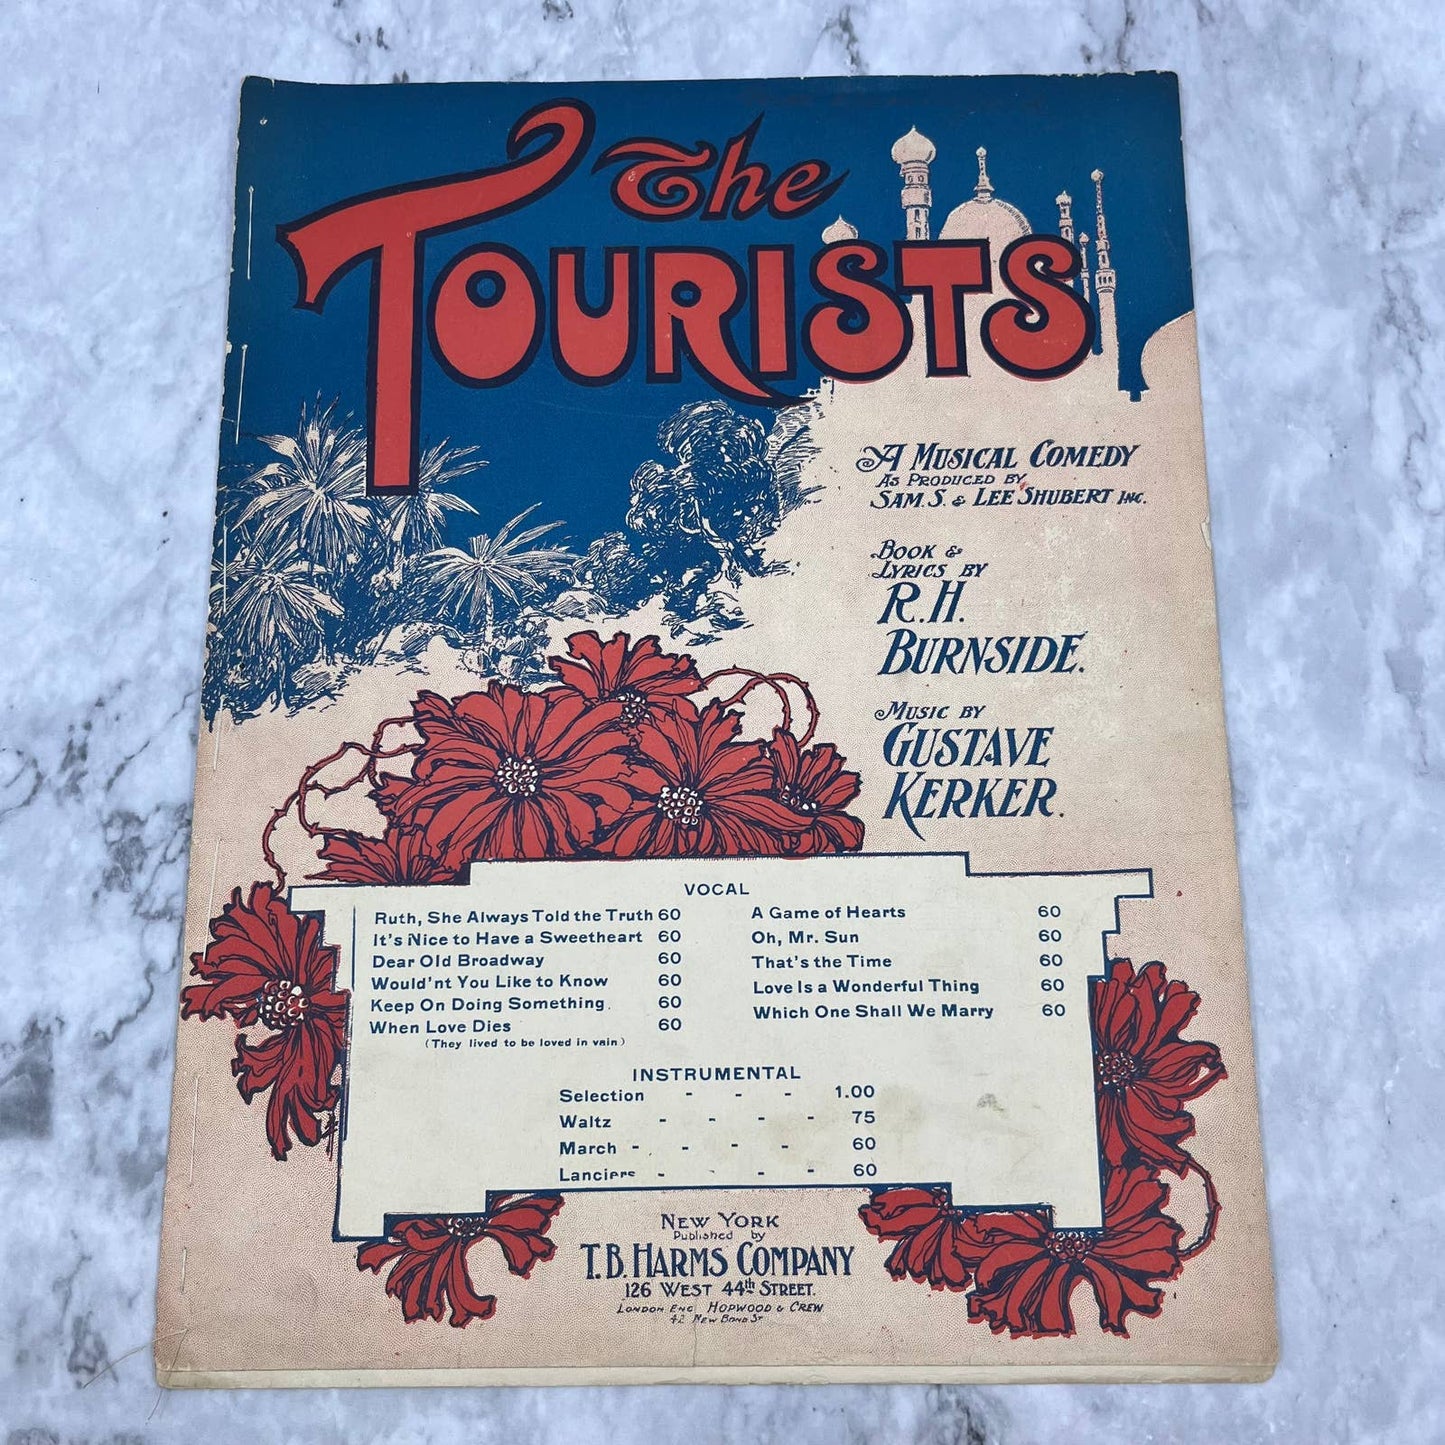 The
TOURISTS
A MUSICAL COMEDY
AS PRODUCED BY
SAM. S. & LEE SHUBERT INC.
BOOK &
LYRICS BY
R. H.
BURNSIDE.
MUSIC BY
GUSTAVE
KERKER.
VOCAL
Ruth, She Always Told the Truth 60
It's Nice to Have a Sweetheart 60
Dear Old Broadway 60
Would'nt You Like to Know 60
Keep On Doing Something. 60
When Love Dies 60
(They lived to be loved in vain)
A Game of Hearts 60
Oh, Mr. Sun 60
That's the Time 60
Love Is a Wonderful Thing 60
Which One Shall We Marry 60
INSTRUMENTAL
Selection - - - 1.00
Waltz - - - - 75
March - - - - 60
Lanciers - - - - 60
NEW YORK
Published by
T. B. HARMS COMPANY
126 WEST 44th STREET.
LONDON ENG HOPWOOD & CREW
42 NEW BOND ST